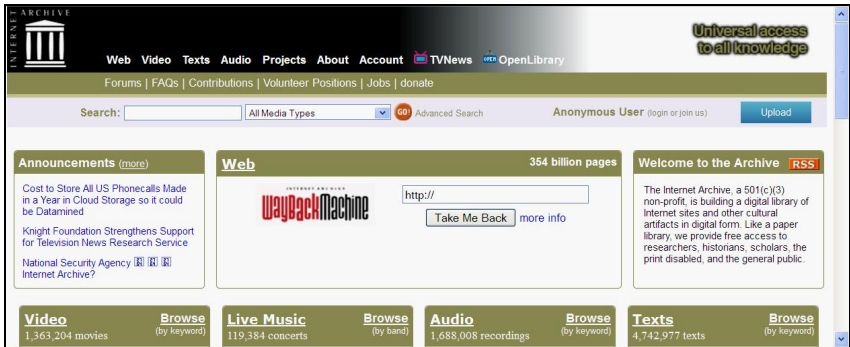 INTERNET ARCHIVE
Universal access
to all knowledge
Web Video Texts Audio Projects About Account TVNews OPEN OpenLibrary
Forums | FAQs | Contributions | Volunteer Positions | Jobs | donate
Search: All Media Types GO! Advanced Search Anonymous User (login or join us) Upload
Announcements (more)
Cost to Store All US Phonecalls Made
in a Year in Cloud Storage so it could
be Datamined
Knight Foundation Strengthens Support
for Television News Research Service
National Security Agency
Internet Archive?
Web 354 billion pages
INTERNET ARCHIVE
WayBackMachine
http://
Take Me Back more info
Welcome to the Archive RSS
The Internet Archive, a 501(c)(3)
non-profit, is building a digital library of
Internet sites and other cultural
artifacts in digital form. Like a paper
library, we provide free access to
researchers, historians, scholars, the
print disabled, and the general public.
Video Browse
1,363,204 movies (by keyword)
Live Music Browse
119,384 concerts (by band)
Audio Browse
1,688,008 recordings (by keyword)
Texts Browse
4,742,977 texts (by keyword)